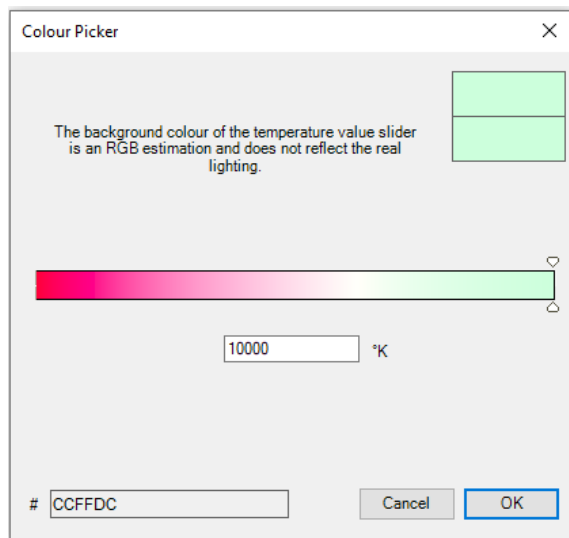 Colour Picker
The background colour of the temperature value slider
is an RGB estimation and does not reflect the real
lighting.
10000 °K
# CCFFDC Cancel OK